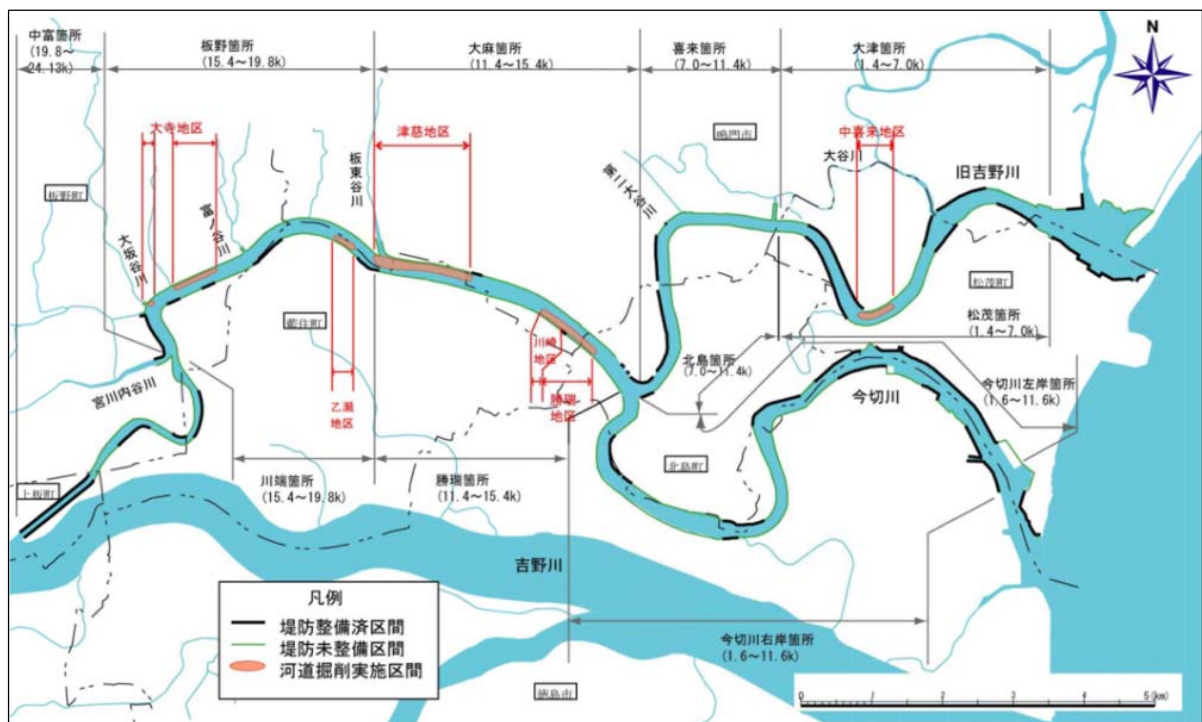 中富箇所
(19.8～
24.13k)
板野箇所
(15.4～19.8k)
大麻箇所
(11.4～15.4k)
喜来箇所
(7.0～11.4k)
大津箇所
(1.4～7.0k)
N
大寺地区
津慈地区
鳴門市
中喜来地区
大谷川
旧吉野川
板野町
大坂谷川
富ノ谷川
板東谷川
第二大谷川
松茂町
松茂箇所
(1.4～7.0k)
藍住町
川崎
地区
北島箇所
(7.0～11.4k)
宮川内谷川
乙瀬
地区
勝瑞
地区
今切川
今切川左岸箇所
(1.6～11.6k)
上板町
川端箇所
(15.4～19.8k)
勝瑞箇所
(11.4～15.4k)
北島町
吉野川
凡例
堤防整備済区間
堤防未整備区間
河道掘削実施区間
今切川右岸箇所
(1.6～11.6k)
徳島市
0 1 2 3 4 5(km)